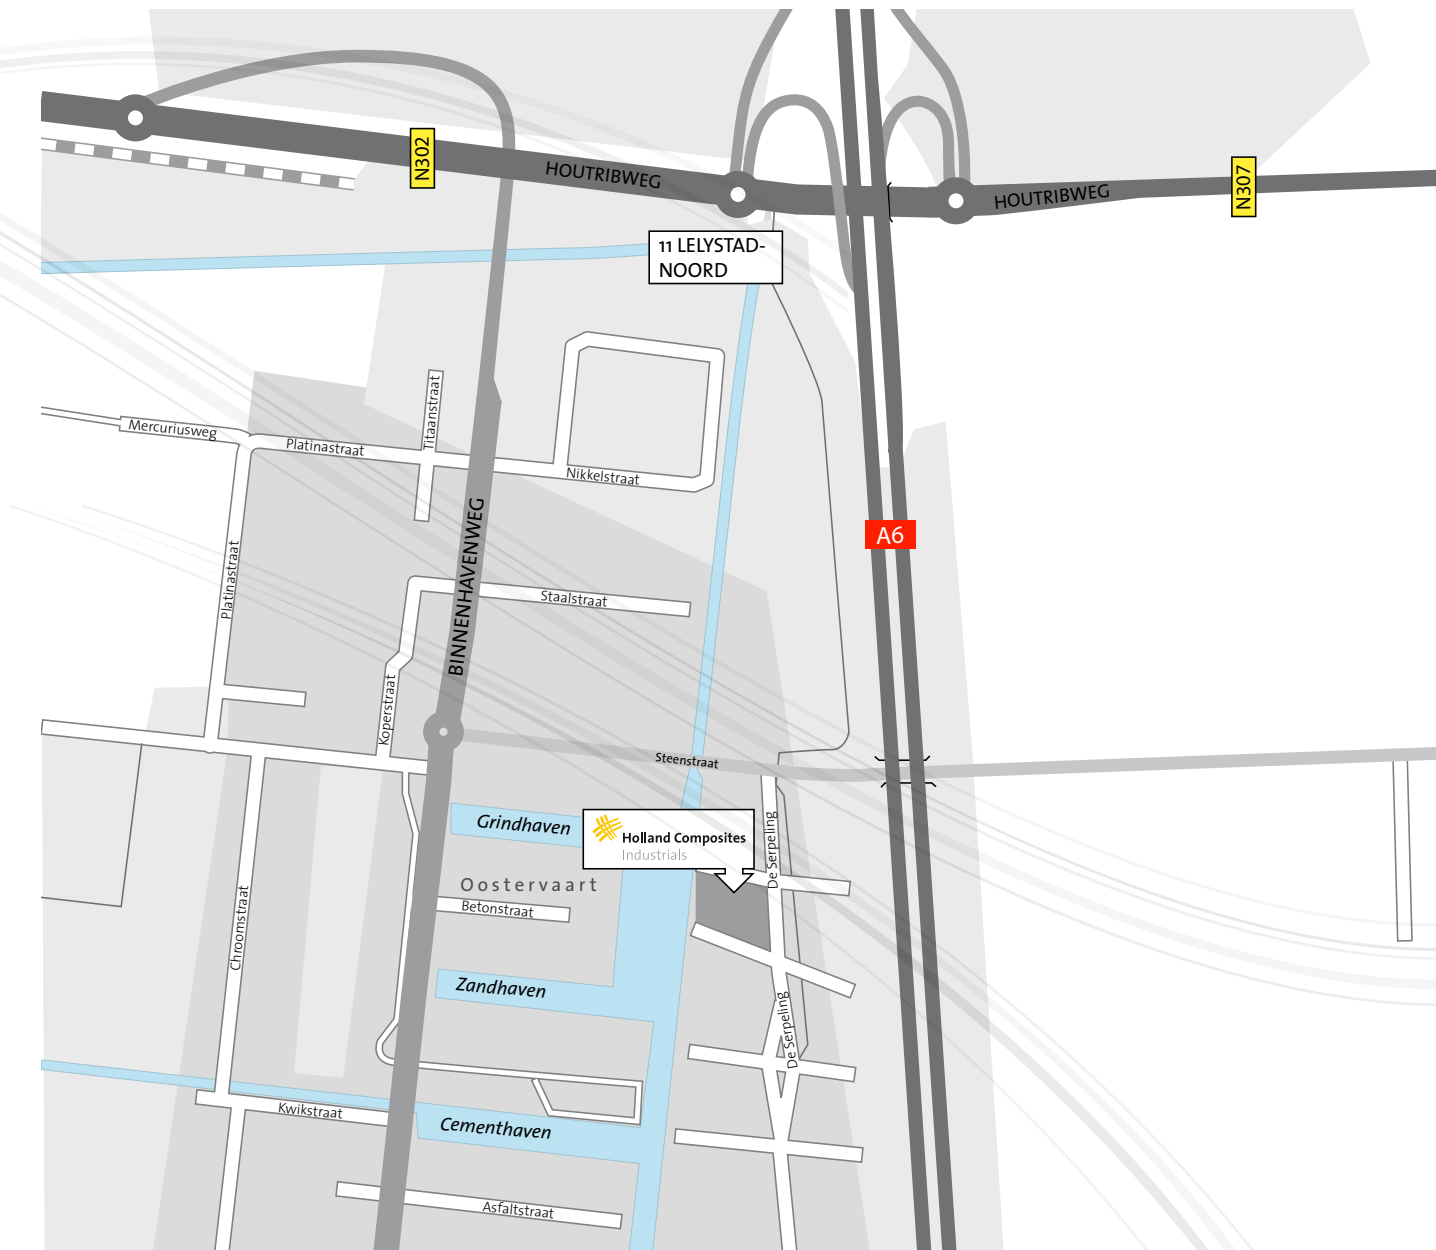 N302
HOUTRIBWEG
HOUTRIBWEG
N307
11 LELYSTAD-
NOORD
Titaanstraat
Mercuriusweg
Platinastraat
Nikkelstraat
A6
BINNENHAVENWEG
Platinastraat
Staalstraat
Koperstraat
Steenstraat
Grindhaven
Holland Composites
Industrials
De Serpeling
Oostervaart
Betonstraat
Chroomstraat
Zandhaven
De Serpeling
Kwikstraat
Cementhaven
Asfaltstraat